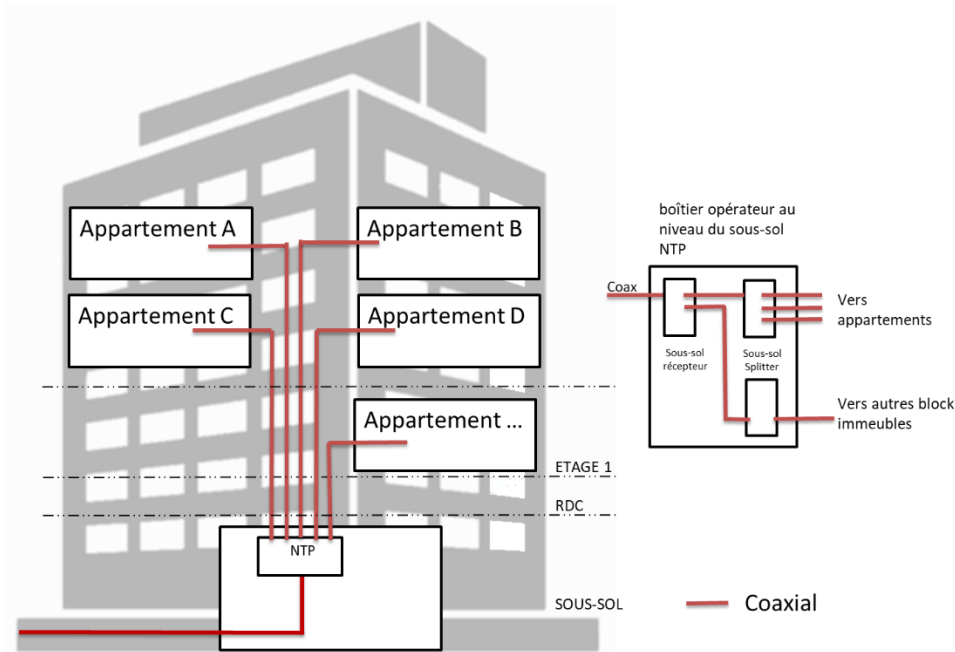 Appartement A
Appartement B
Appartement C
Appartement D
Appartement ...
ETAGE 1
RDC
NTP
SOUS-SOL
boîtier opérateur au
niveau du sous-sol
NTP
Coax
Vers
appartements
Sous-sol
récepteur
Sous-sol
Splitter
Vers autres block
immeubles
Coaxial